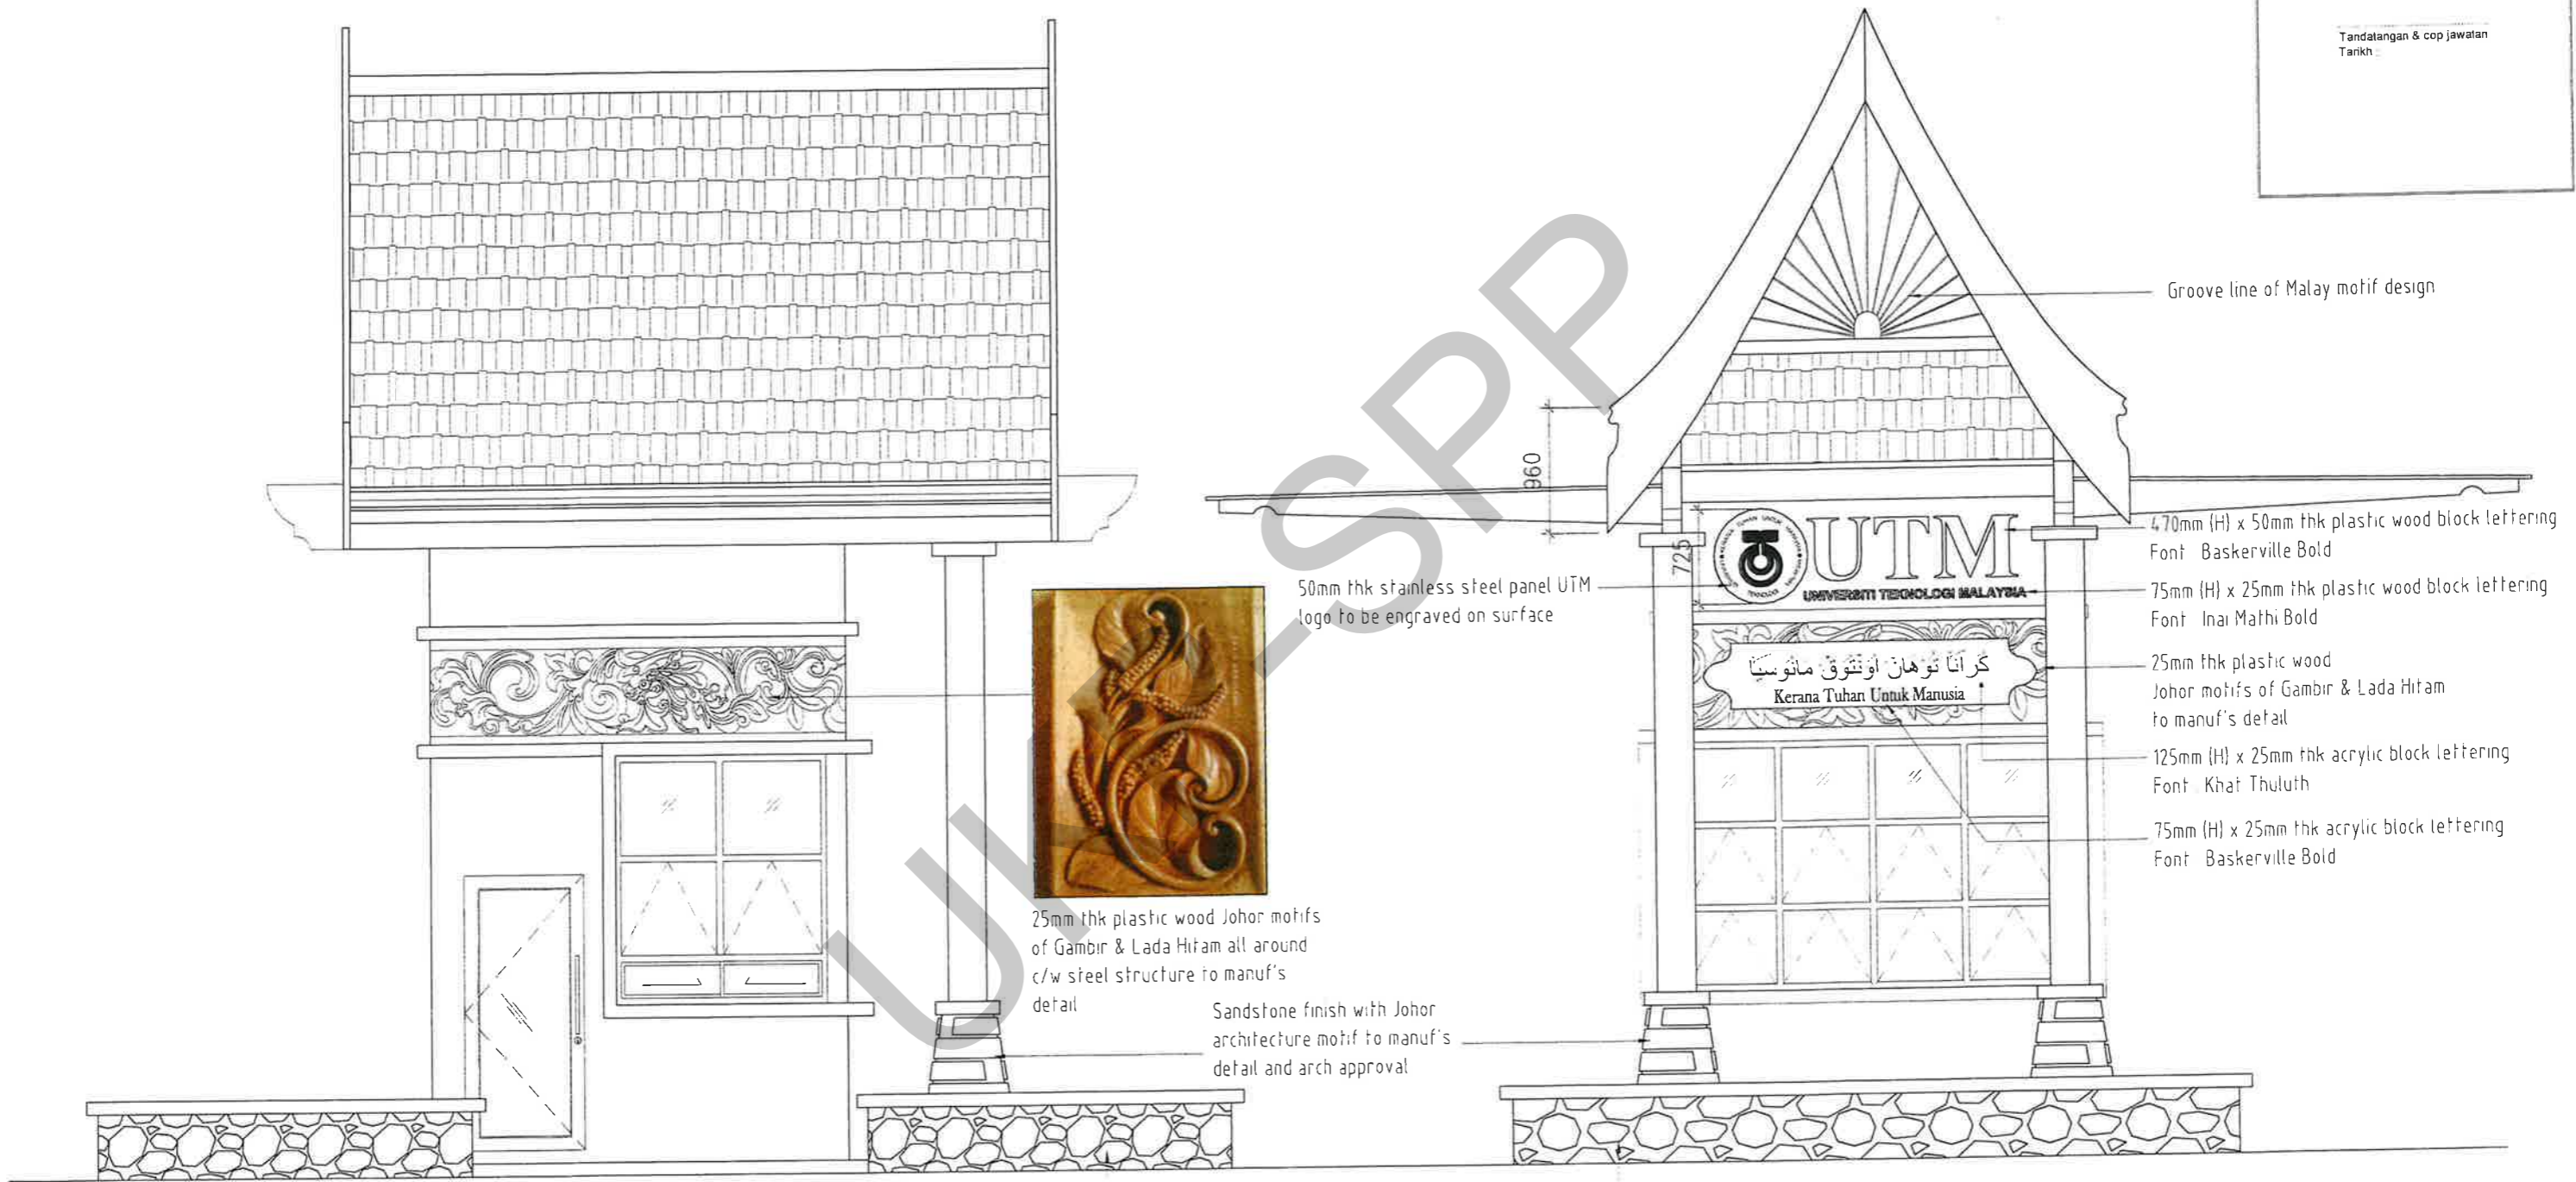 Tandatangan & cop jawatan
Tarikh :
Groove line of Malay motif design
960
725
UTM
UNIVERSITI TEKNOLOGI MALAYSIA
470mm (H) x 50mm thk plastic wood block lettering
Font Baskerville Bold
50mm thk stainless steel panel UTM
logo to be engraved on surface
75mm (H) x 25mm thk plastic wood block lettering
Font Inai Mathi Bold
كرانا توهان اونتوق مانوسيا
Kerana Tuhan Untuk Manusia
25mm thk plastic wood
Johor motifs of Gambir & Lada Hitam
to manuf's detail
125mm (H) x 25mm thk acrylic block lettering
Font Khat Thuluth
75mm (H) x 25mm thk acrylic block lettering
Font Baskerville Bold
25mm thk plastic wood Johor motifs
of Gambir & Lada Hitam all around
c/w steel structure to manuf's
detail
Sandstone finish with Johor
architecture motif to manuf's
detail and arch approval